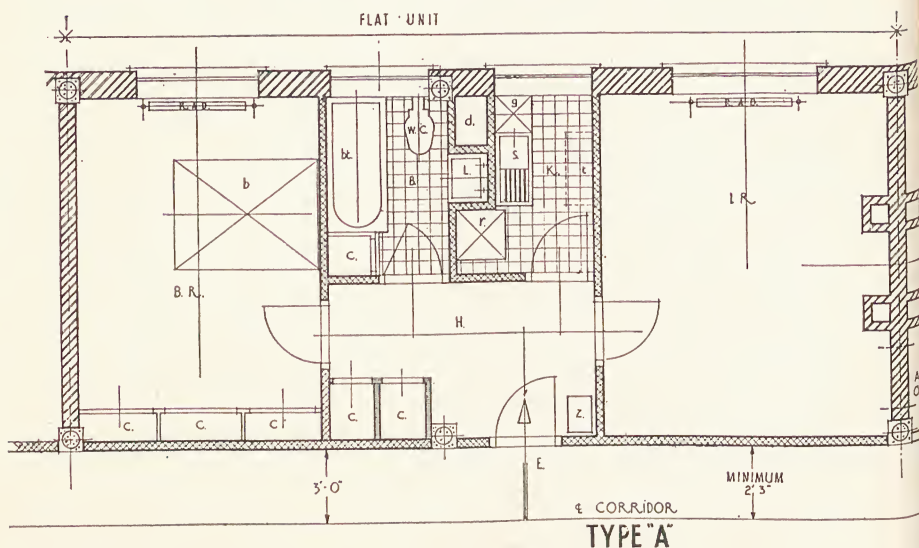 FLAT UNIT
R.A.D.
R.A.D.
bt.
W.C.
d.
g
S.
L.
B.
K.
t
r.
b
C.
B.R.
L.R.
H.
C.
C.
C.
C.
C.
Z.
E.
3'-0"
MINIMUM
2' 3"
℄ CORRIDOR
TYPE "A"